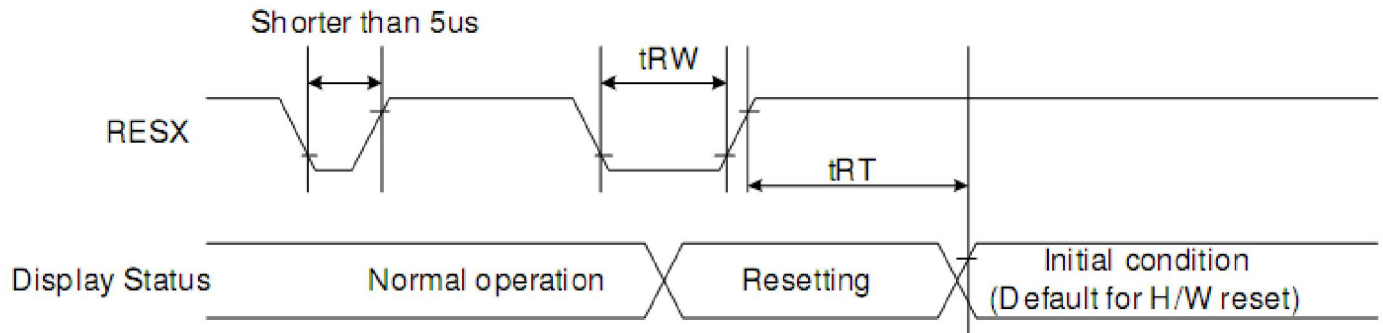 Shorter than 5us
tRW
RESX
tRT
Display Status
Normal operation
Resetting
Initial condition
(Default for H/W reset)